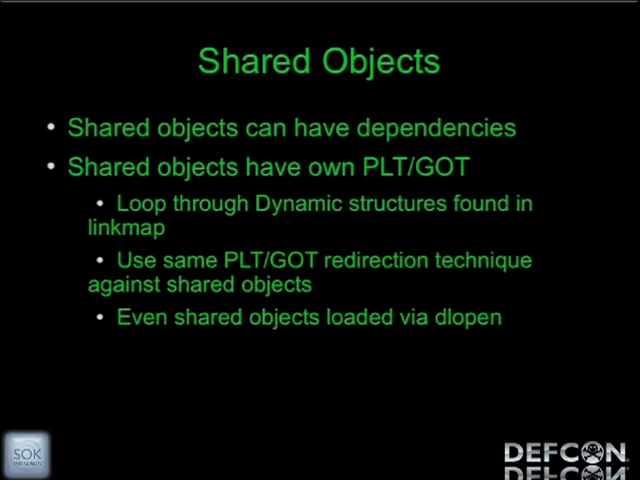 Shared Objects
• Shared objects can have dependencies
• Shared objects have own PLT/GOT
• Loop through Dynamic structures found in
linkmap
• Use same PLT/GOT redirection technique
against shared objects
• Even shared objects loaded via dlopen
SOK
DEFCON